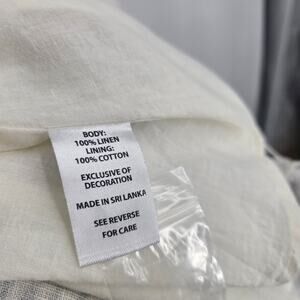 BODY:
100% LINEN
LINING:
100% COTTON
EXCLUSIVE OF
DECORATION
MADE IN SRI LANKA
SEE REVERSE
FOR CARE